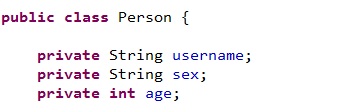 public class Person {
private String username;
private String sex;
private int age;